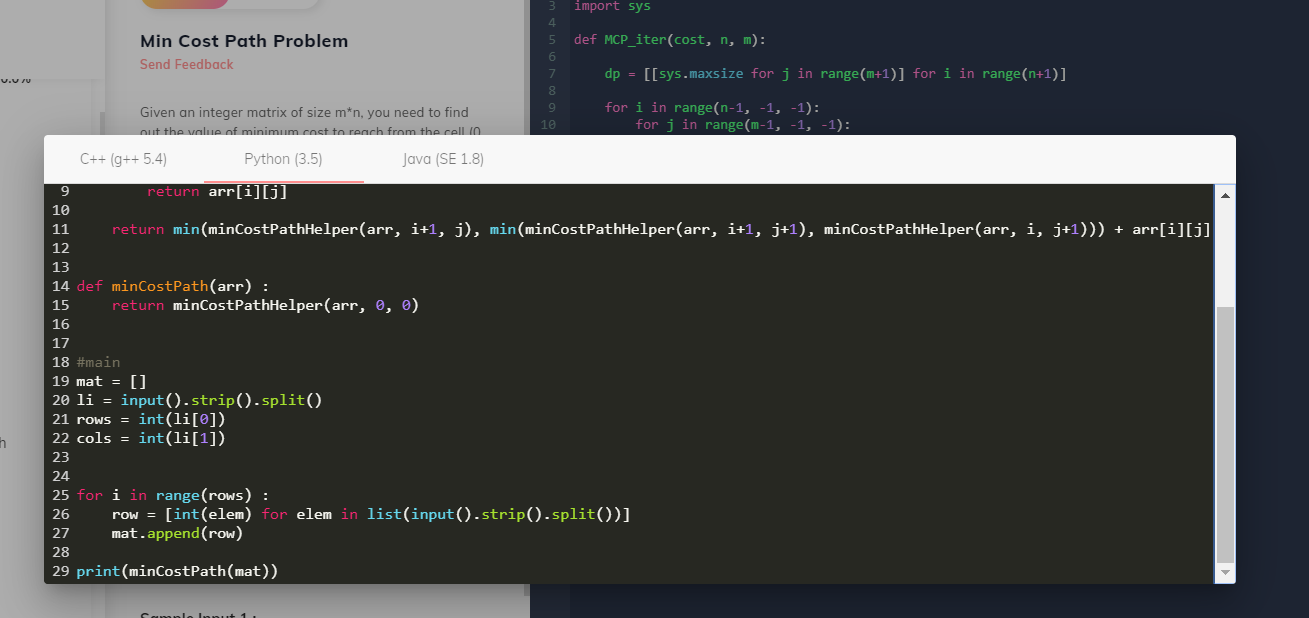 Min Cost Path Problem
Send Feedback
Given an integer matrix of size m*n, you need to find
out the value of minimum cost to reach from the cell (0
3 import sys
4
5 def MCP_iter(cost, n, m):
6
7 dp = [[sys.maxsize for j in range(m+1)] for i in range(n+1)]
8
9 for i in range(n-1, -1, -1):
10 for j in range(m-1, -1, -1):
C++ (g++ 5.4) Python (3.5) Java (SE 1.8)
9 return arr[i][j]
10
11 return min(minCostPathHelper(arr, i+1, j), min(minCostPathHelper(arr, i+1, j+1), minCostPathHelper(arr, i, j+1))) + arr[i][j]
12
13
14 def minCostPath(arr) :
15 return minCostPathHelper(arr, 0, 0)
16
17
18 #main
19 mat = []
20 li = input().strip().split()
21 rows = int(li[0])
22 cols = int(li[1])
23
24
25 for i in range(rows) :
26 row = [int(elem) for elem in list(input().strip().split())]
27 mat.append(row)
28
29 print(minCostPath(mat))
Sample Input 1 :